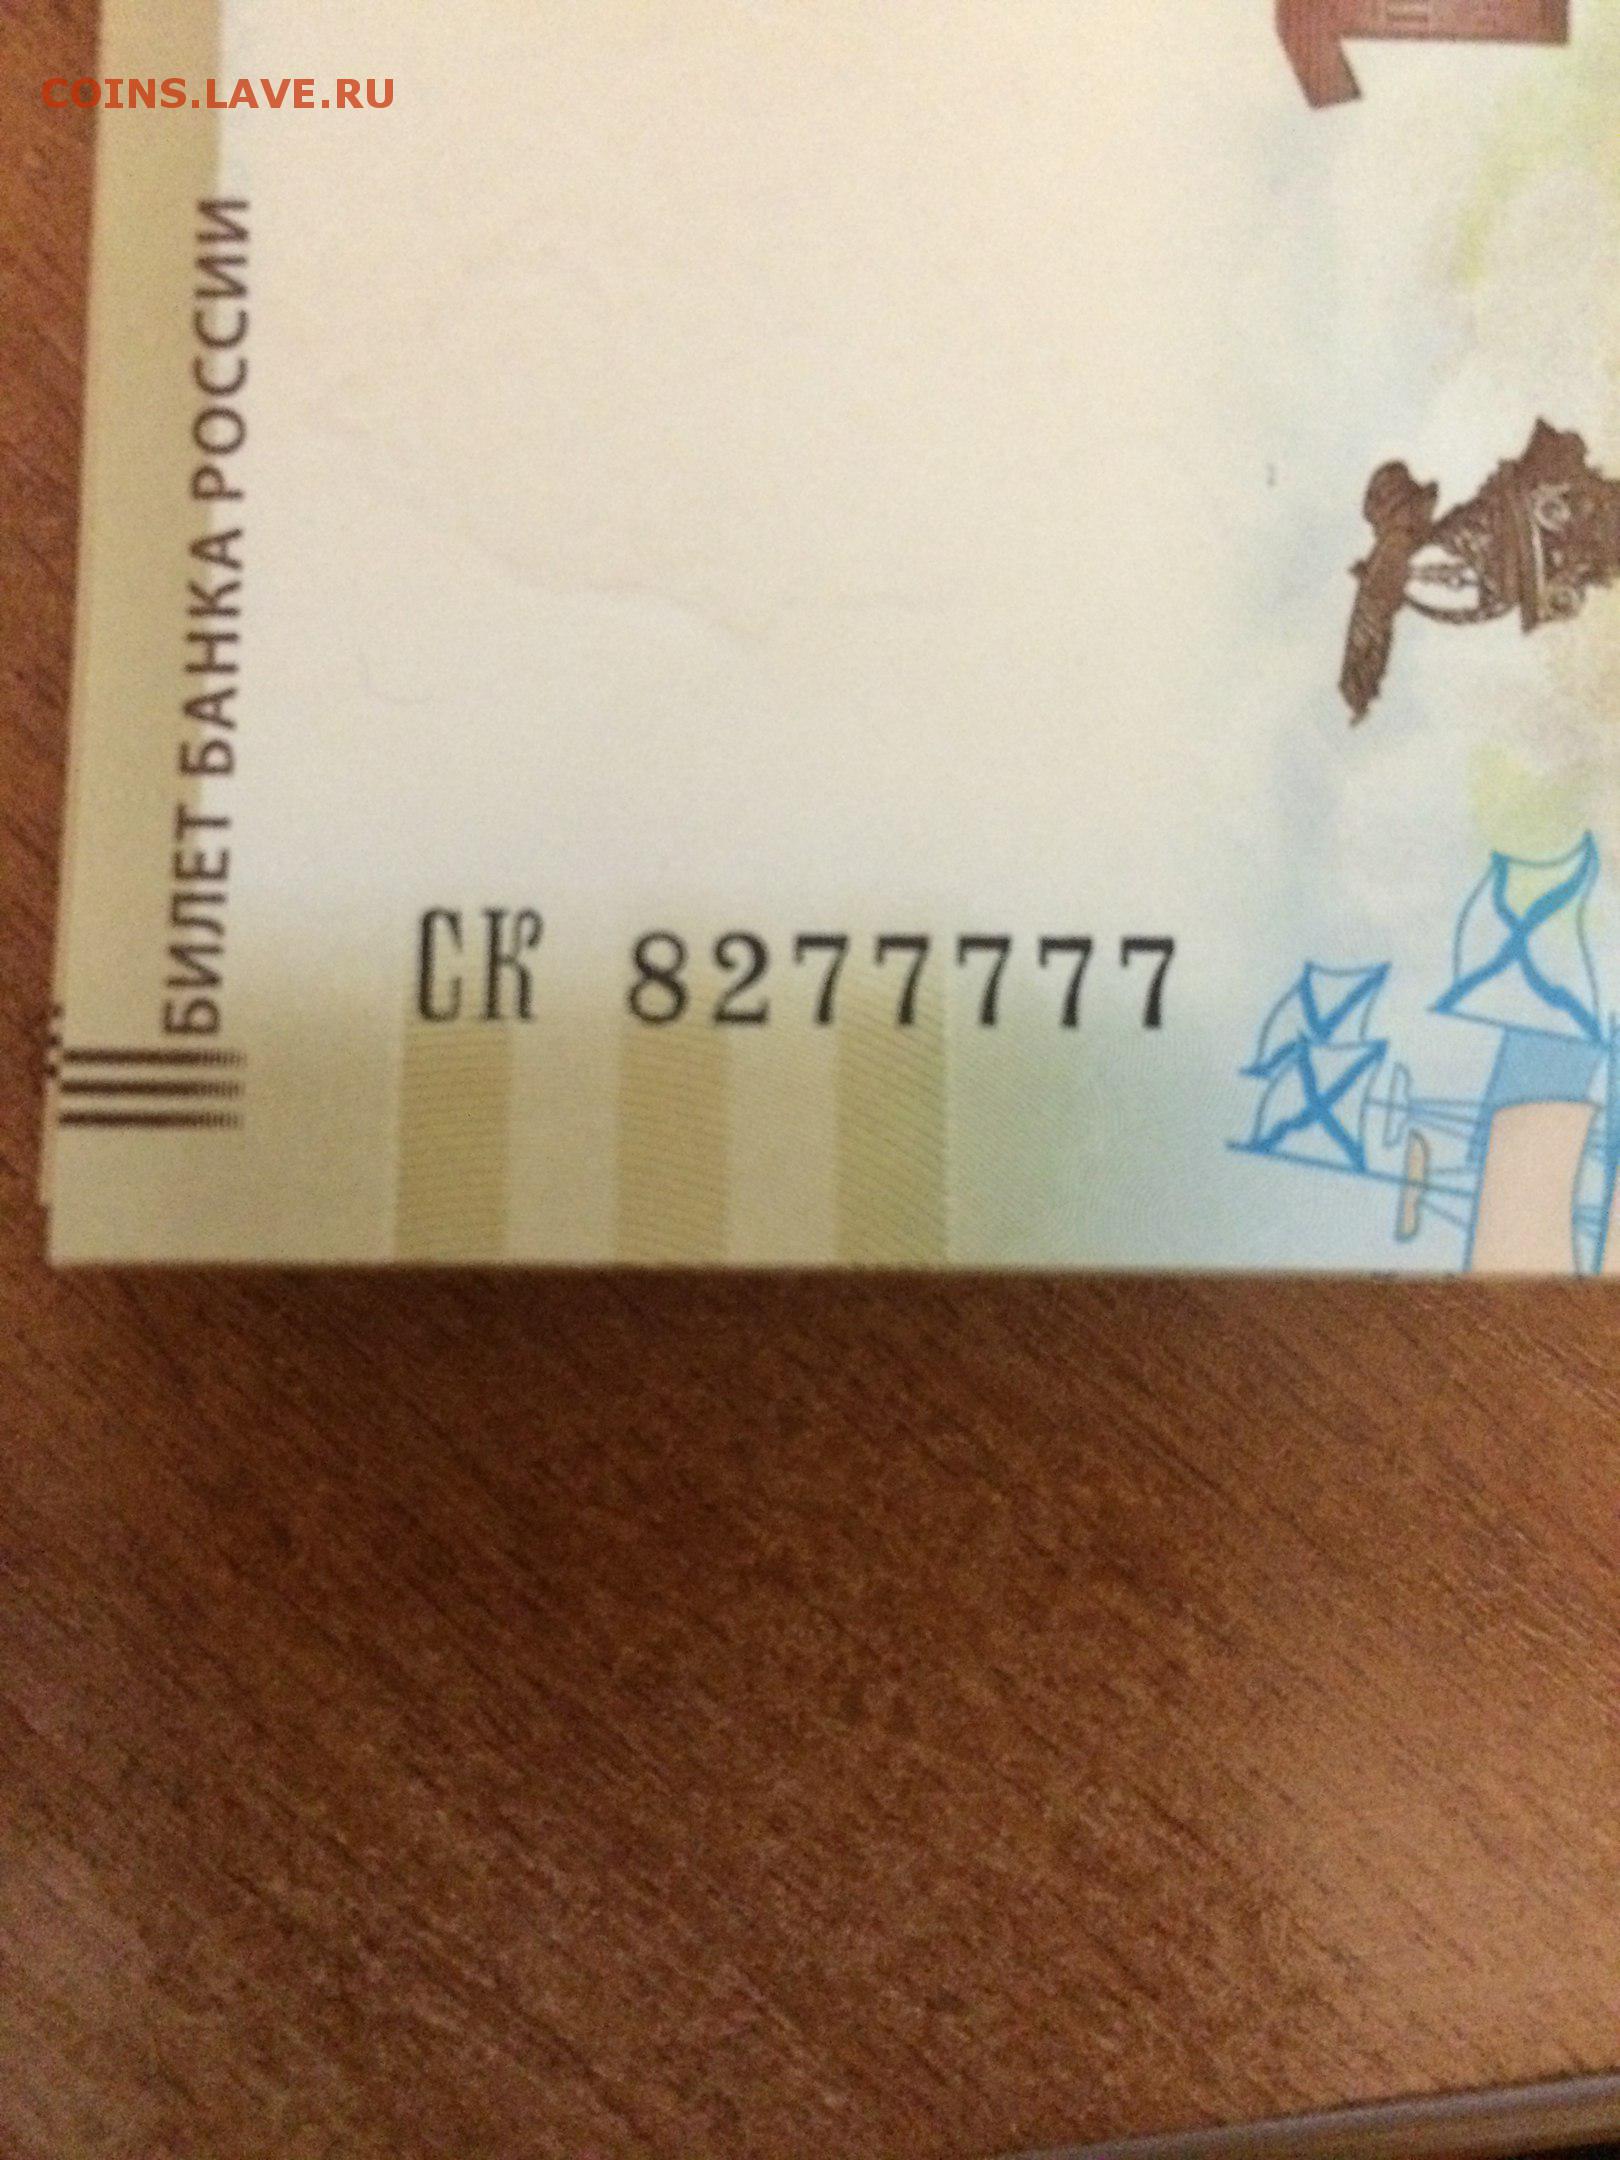 COINS.LAVE.RU
БИЛЕТ БАНКА РОССИИ
СК 8277777